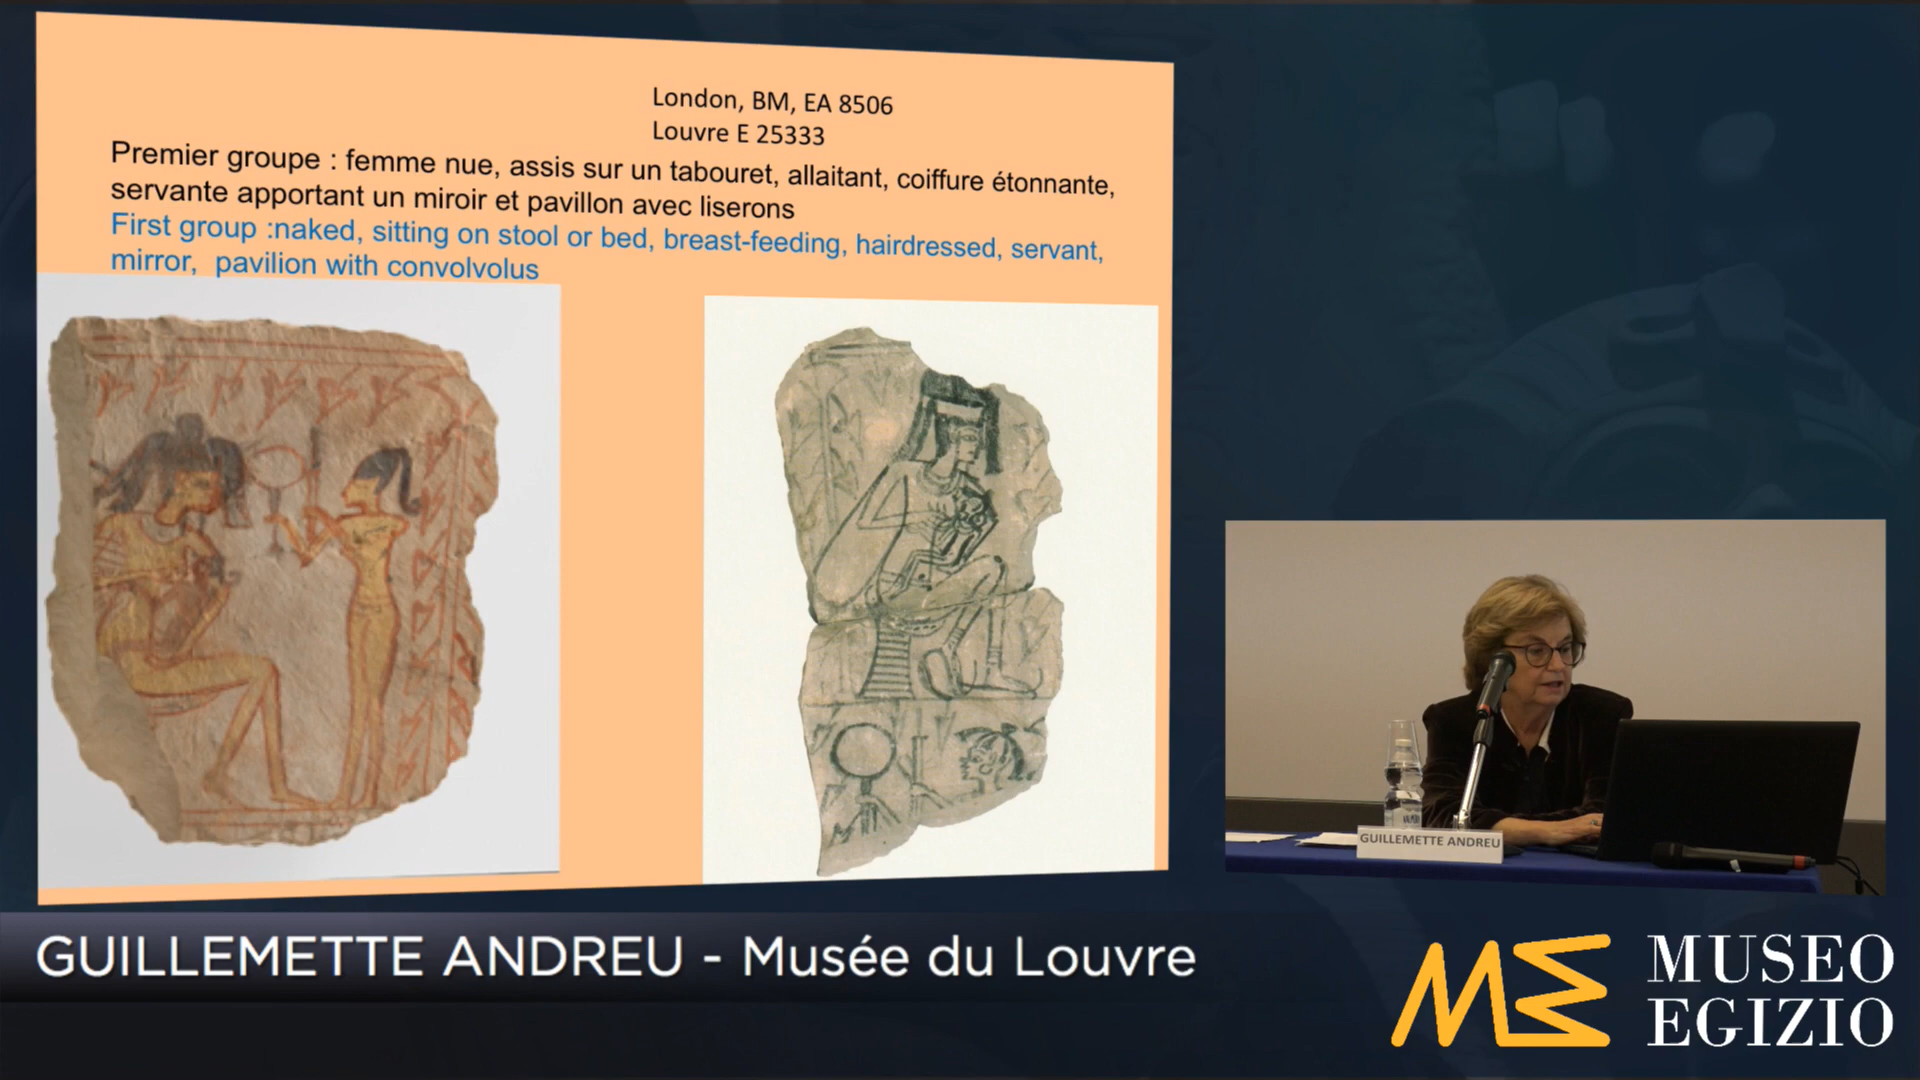 London, BM, EA 8506
Louvre E 25333
Premier groupe : femme nue, assis sur un tabouret, allaitant, coiffure étonnante,
servante apportant un miroir et pavillon avec liserons
First group :naked, sitting on stool or bed, breast-feeding, hairdressed, servant,
mirror, pavilion with convolvolus
GUILLEMETTE ANDREU
GUILLEMETTE ANDREU - Musée du Louvre
MUSEO
EGIZIO